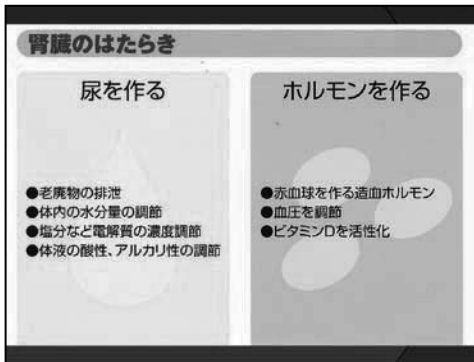 腎臓のはたらき
尿を作る
●老廃物の排泄
●体内の水分量の調節
●塩分など電解質の濃度調節
●体液の酸性、アルカリ性の調節
ホルモンを作る
●赤血球を作る造血ホルモン
●血圧を調節
●ビタミンDを活性化